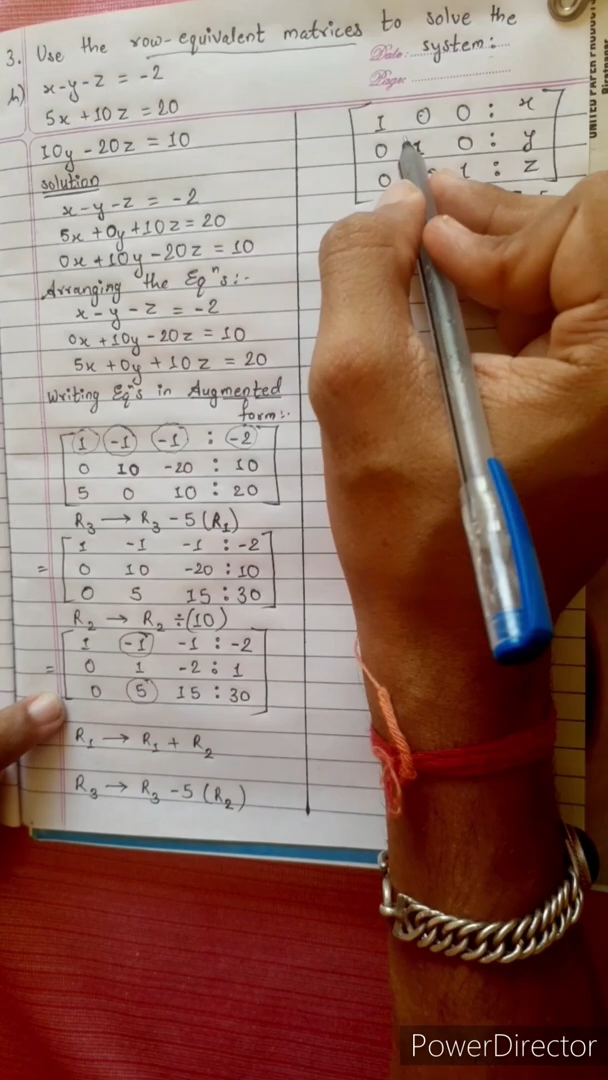 3. Use the row-equivalent matrices to solve the
Date: system:
Page:
h) x-y-z = -2
5x +10z = 20
10y -20z = 10
solution
x-y-z = -2
5x + 0y +10z = 20
0x +10y -20z = 10
Arranging the Eqⁿs:-
x - y - z = -2
0x +10y -20z = 10
5x + 0y + 10z = 20
Writing Eqⁿs in Augmented
form:-
1 -1 -1 : -2
0 10 -20 : 10
5 0 10 : 20
R₃ → R₃ - 5(R₁)
= 1 -1 -1 : -2
0 10 -20 : 10
0 5 15 : 30
R₂ → R₂ ÷(10)
= 1 -1 -1 : -2
0 1 -2 : 1
0 5 15 : 30
R₁ → R₁ + R₂
R₃ → R₃ -5 (R₂)
1 0 0 : x
0 1 0 : y
0 1 : z
UNITED PAPER PRODUCTS
PowerDirector